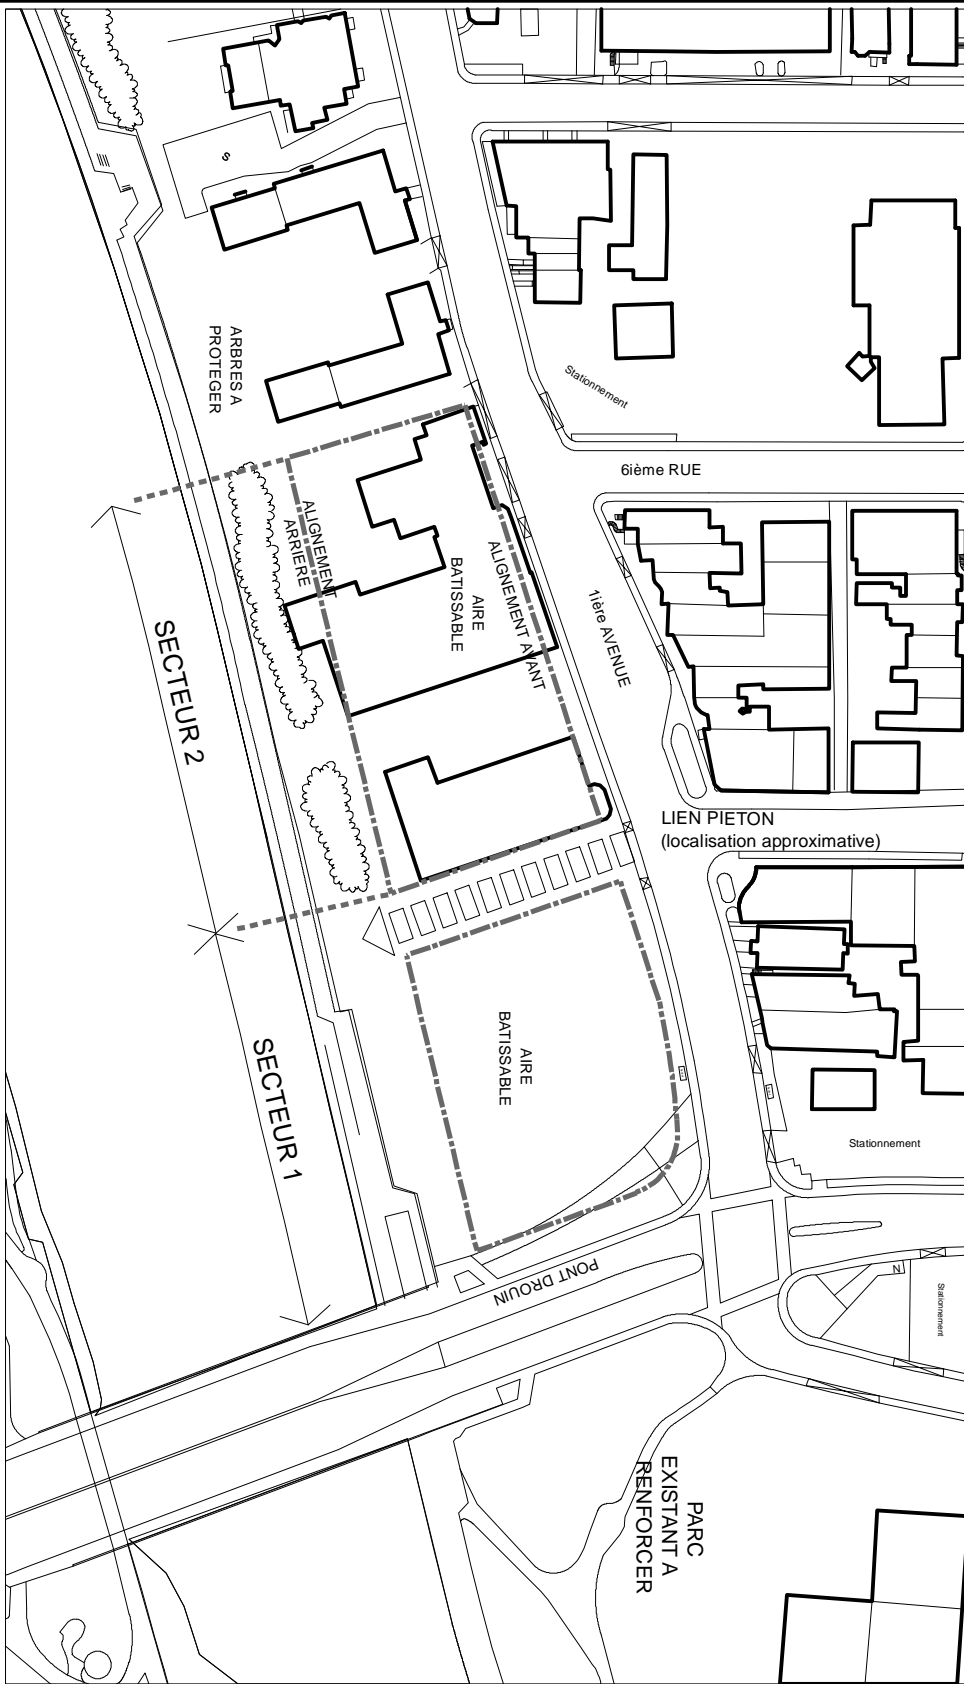 S
ARBRES A
PROTEGER
Stationnement
6ième RUE
ALIGNEMENT
ARRIERE
AIRE
BATISSABLE
ALIGNEMENT AVANT
1ière AVENUE
SECTEUR 2
LIEN PIETON
(localisation approximative)
AIRE
BATISSABLE
SECTEUR 1
Stationnement
PONT DROUIN
N
Stationnement
PARC
EXISTANT A
RENFORCER